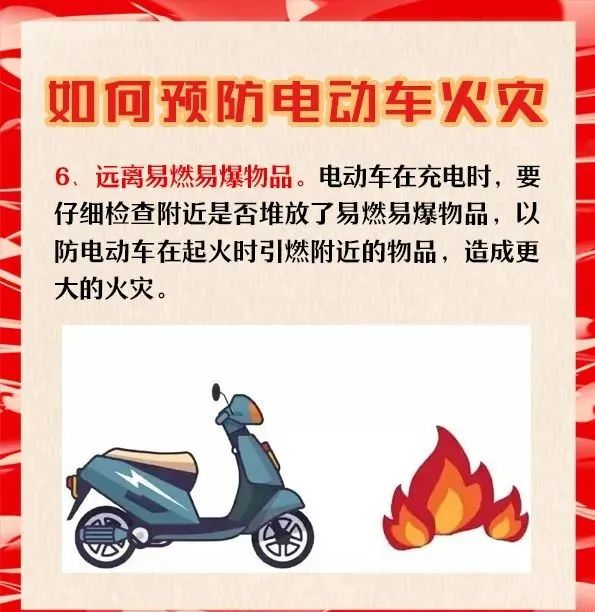 如何预防电动车火灾
6、远离易燃易爆物品。电动车在充电时，要
仔细检查附近是否堆放了易燃易爆物品，以
防电动车在起火时引燃附近的物品，造成更
大的火灾。